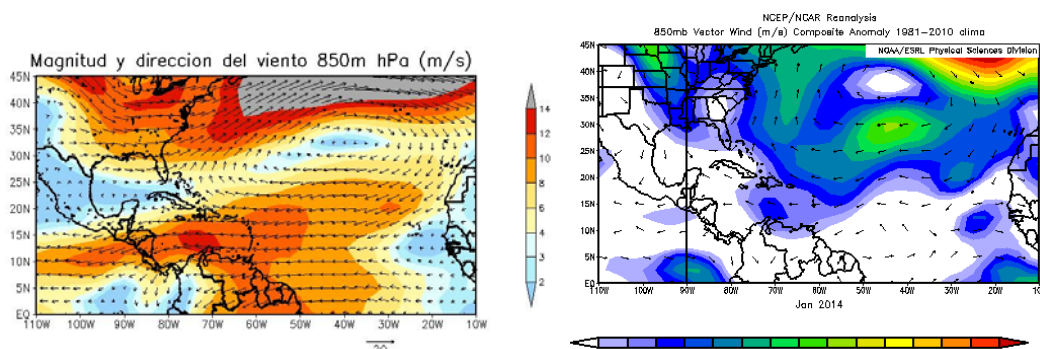 Magnitud y direccion del viento 850m hPa (m/s)
45N
40N
35N
30N
25N
20N
15N
10N
5N
EQ
110W 100W 90W 80W 70W 60W 50W 40W 30W 20W 10W
14
12
10
8
6
4
3
2
NCEP/NCAR Reanalysis
850mb Vector Wind (m/s) Composite Anomaly 1981-2010 clima
NOAA/ESRL Physical Sciences Division
45N
40N
35N
30N
25N
20N
15N
10N
5N
EQ
110W 100W 90W 80W 70W 60W 50W 40W 30W 20W 10W
Jan 2014